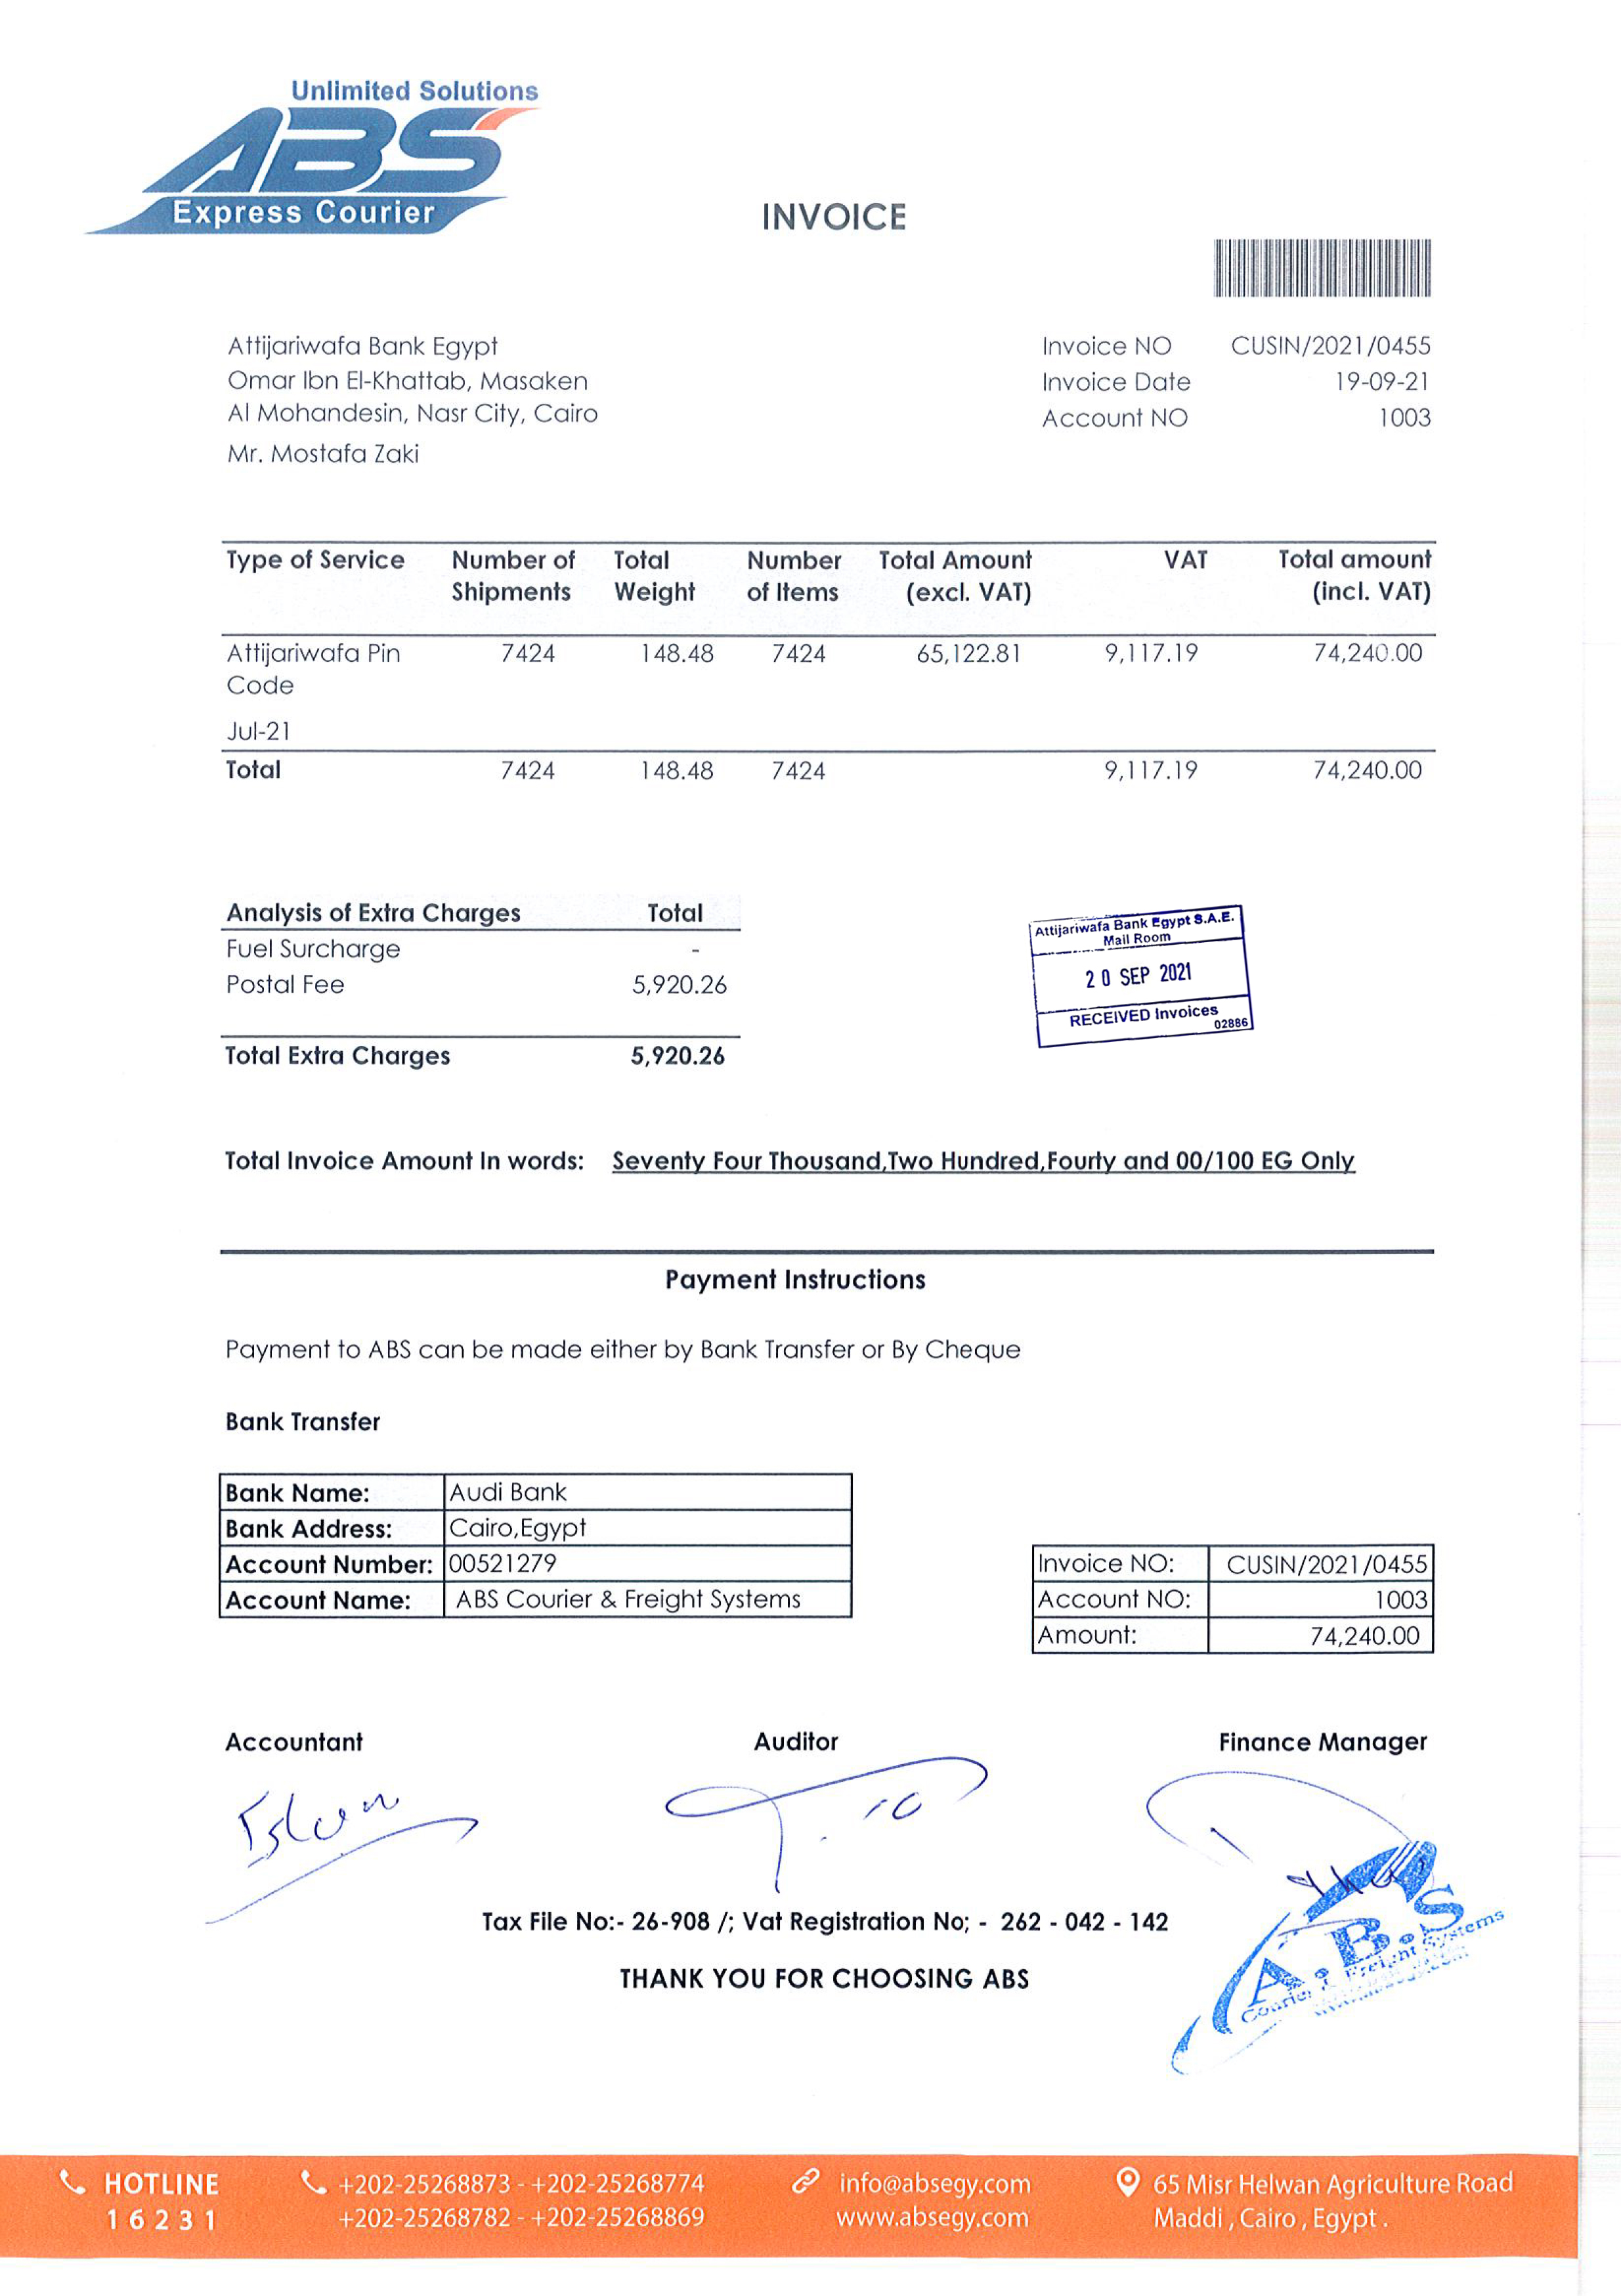 Unlimited Solutions
ABS
Express Courier
INVOICE
Attijariwafa Bank Egypt
Omar Ibn El-Khattab, Masaken
Al Mohandesin, Nasr City, Cairo
Mr. Mostafa Zaki
Invoice NO CUSIN/2021/0455
Invoice Date 19-09-21
Account NO 1003
Type of Service Number of Shipments Total Weight Number of Items Total Amount (excl. VAT) VAT Total amount (incl. VAT)
Attijariwafa Pin Code 7424 148.48 7424 65,122.81 9,117.19 74,240.00
Jul-21
Total 7424 148.48 7424 9,117.19 74,240.00
Analysis of Extra Charges Total
Fuel Surcharge -
Postal Fee 5,920.26
Total Extra Charges 5,920.26
Attijariwafa Bank Egypt S.A.E.
Mail Room
20 SEP 2021
RECEIVED Invoices
02886
Total Invoice Amount In words: Seventy Four Thousand,Two Hundred,Fourty and 00/100 EG Only
Payment Instructions
Payment to ABS can be made either by Bank Transfer or By Cheque
Bank Transfer
Bank Name: Audi Bank
Bank Address: Cairo,Egypt
Account Number: 00521279
Account Name: ABS Courier & Freight Systems
Invoice NO: CUSIN/2021/0455
Account NO: 1003
Amount: 74,240.00
Accountant Auditor Finance Manager
Tax File No:- 26-908 /; Vat Registration No; - 262 - 042 - 142
THANK YOU FOR CHOOSING ABS
A.B.S
Courier & Freight Systems
HOTLINE
16231
+202-25268873 - +202-25268774
+202-25268782 - +202-25268869
info@absegy.com
www.absegy.com
65 Misr Helwan Agriculture Road
Maddi , Cairo , Egypt .